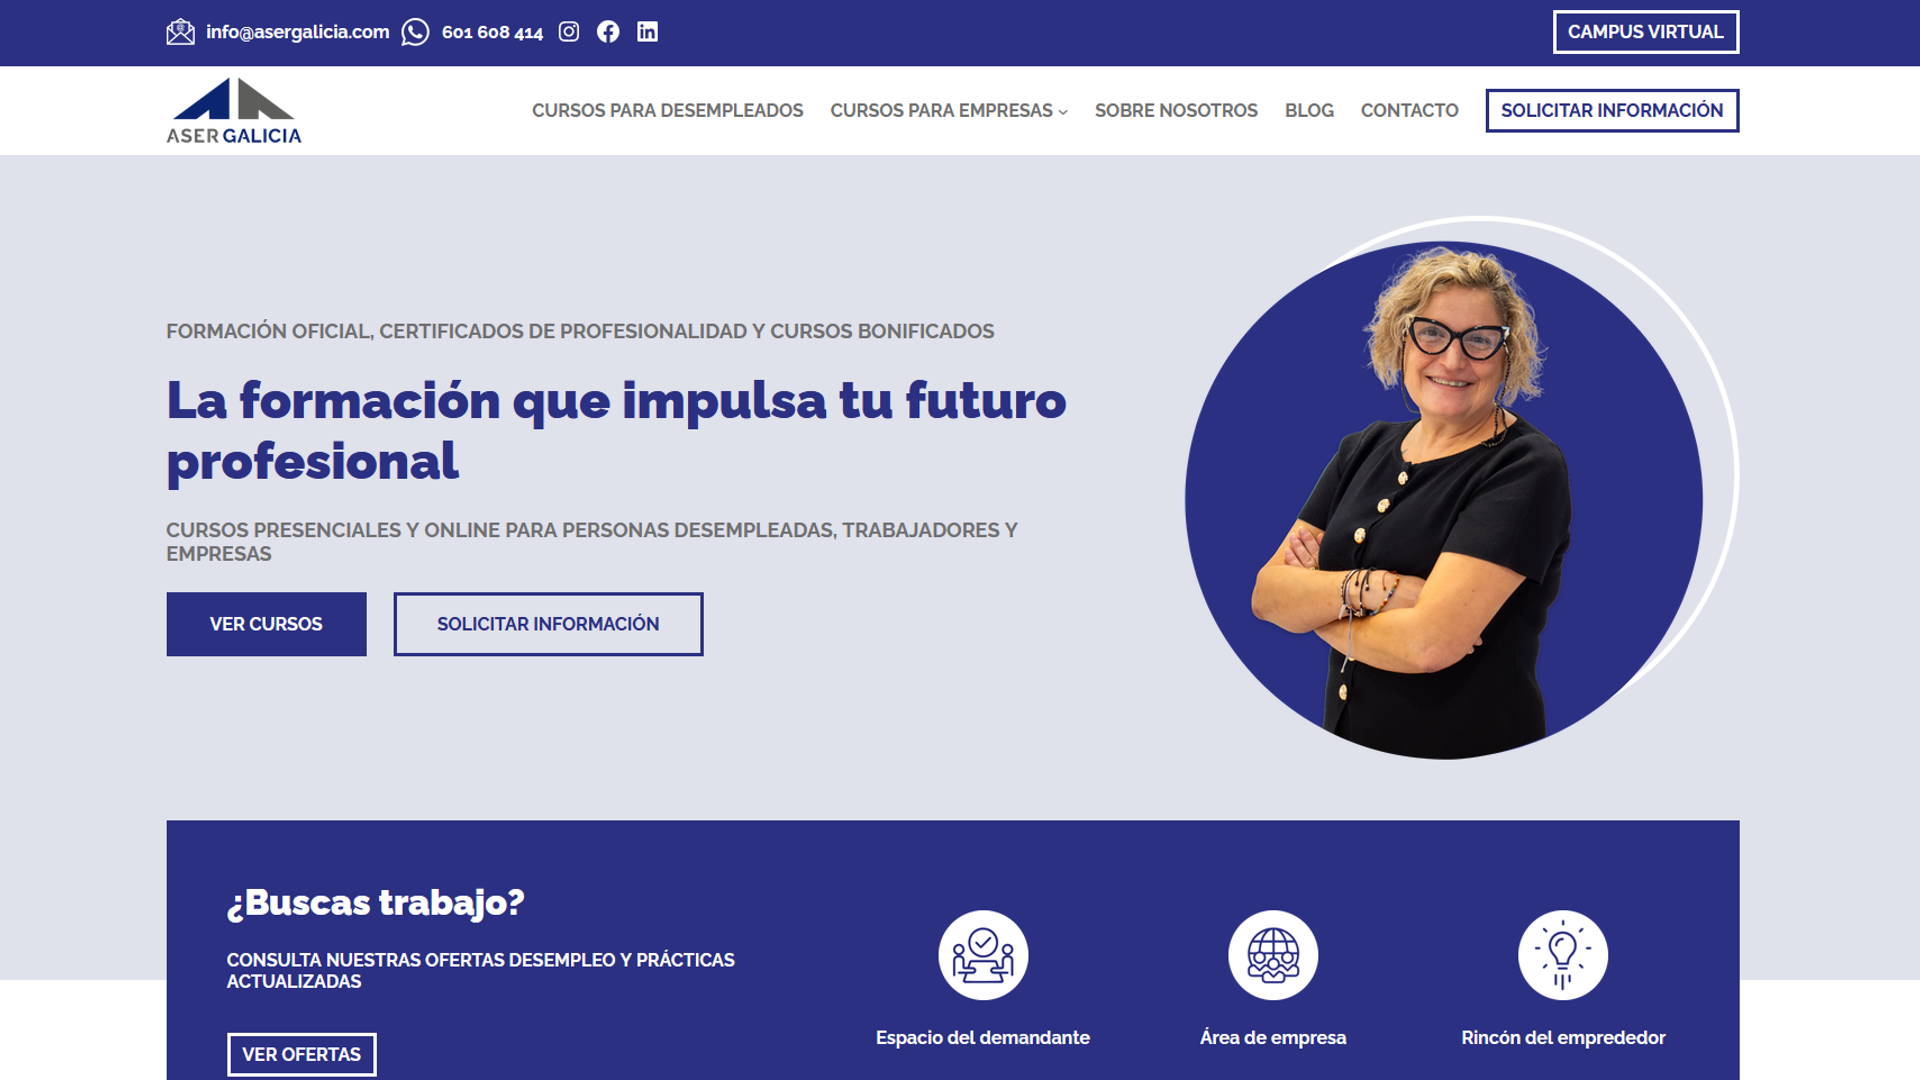 info@asergalicia.com 601 608 414 CAMPUS VIRTUAL
ASER GALICIA
CURSOS PARA DESEMPLEADOS CURSOS PARA EMPRESAS SOBRE NOSOTROS BLOG CONTACTO SOLICITAR INFORMACIÓN
FORMACIÓN OFICIAL, CERTIFICADOS DE PROFESIONALIDAD Y CURSOS BONIFICADOS
La formación que impulsa tu futuro
profesional
CURSOS PRESENCIALES Y ONLINE PARA PERSONAS DESEMPLEADAS, TRABAJADORES Y
EMPRESAS
VER CURSOS SOLICITAR INFORMACIÓN
¿Buscas trabajo?
CONSULTA NUESTRAS OFERTAS DESEMPLEO Y PRÁCTICAS
ACTUALIZADAS
VER OFERTAS
Espacio del demandante Área de empresa Rincón del emprededor